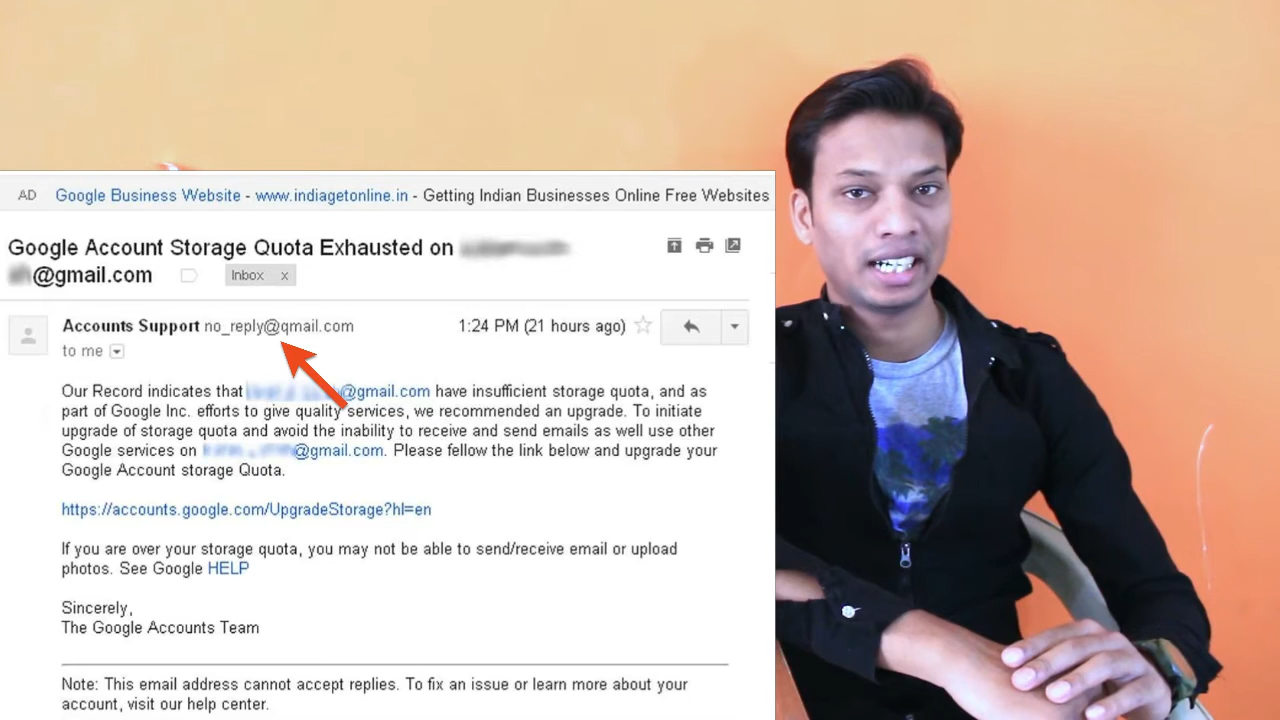 AD Google Business Website - www.indiagetonline.in - Getting Indian Businesses Online Free Websites
Google Account Storage Quota Exhausted on
@gmail.com Inbox x
Accounts Support no_reply@qmail.com 1:24 PM (21 hours ago)
to me
Our Record indicates that @gmail.com have insufficient storage quota, and as
part of Google Inc. efforts to give quality services, we recommended an upgrade. To initiate
upgrade of storage quota and avoid the inability to receive and send emails as well use other
Google services on @gmail.com. Please fellow the link below and upgrade your
Google Account storage Quota.
https://accounts.google.com/UpgradeStorage?hl=en
If you are over your storage quota, you may not be able to send/receive email or upload
photos. See Google HELP
Sincerely,
The Google Accounts Team
Note: This email address cannot accept replies. To fix an issue or learn more about your
account, visit our help center.